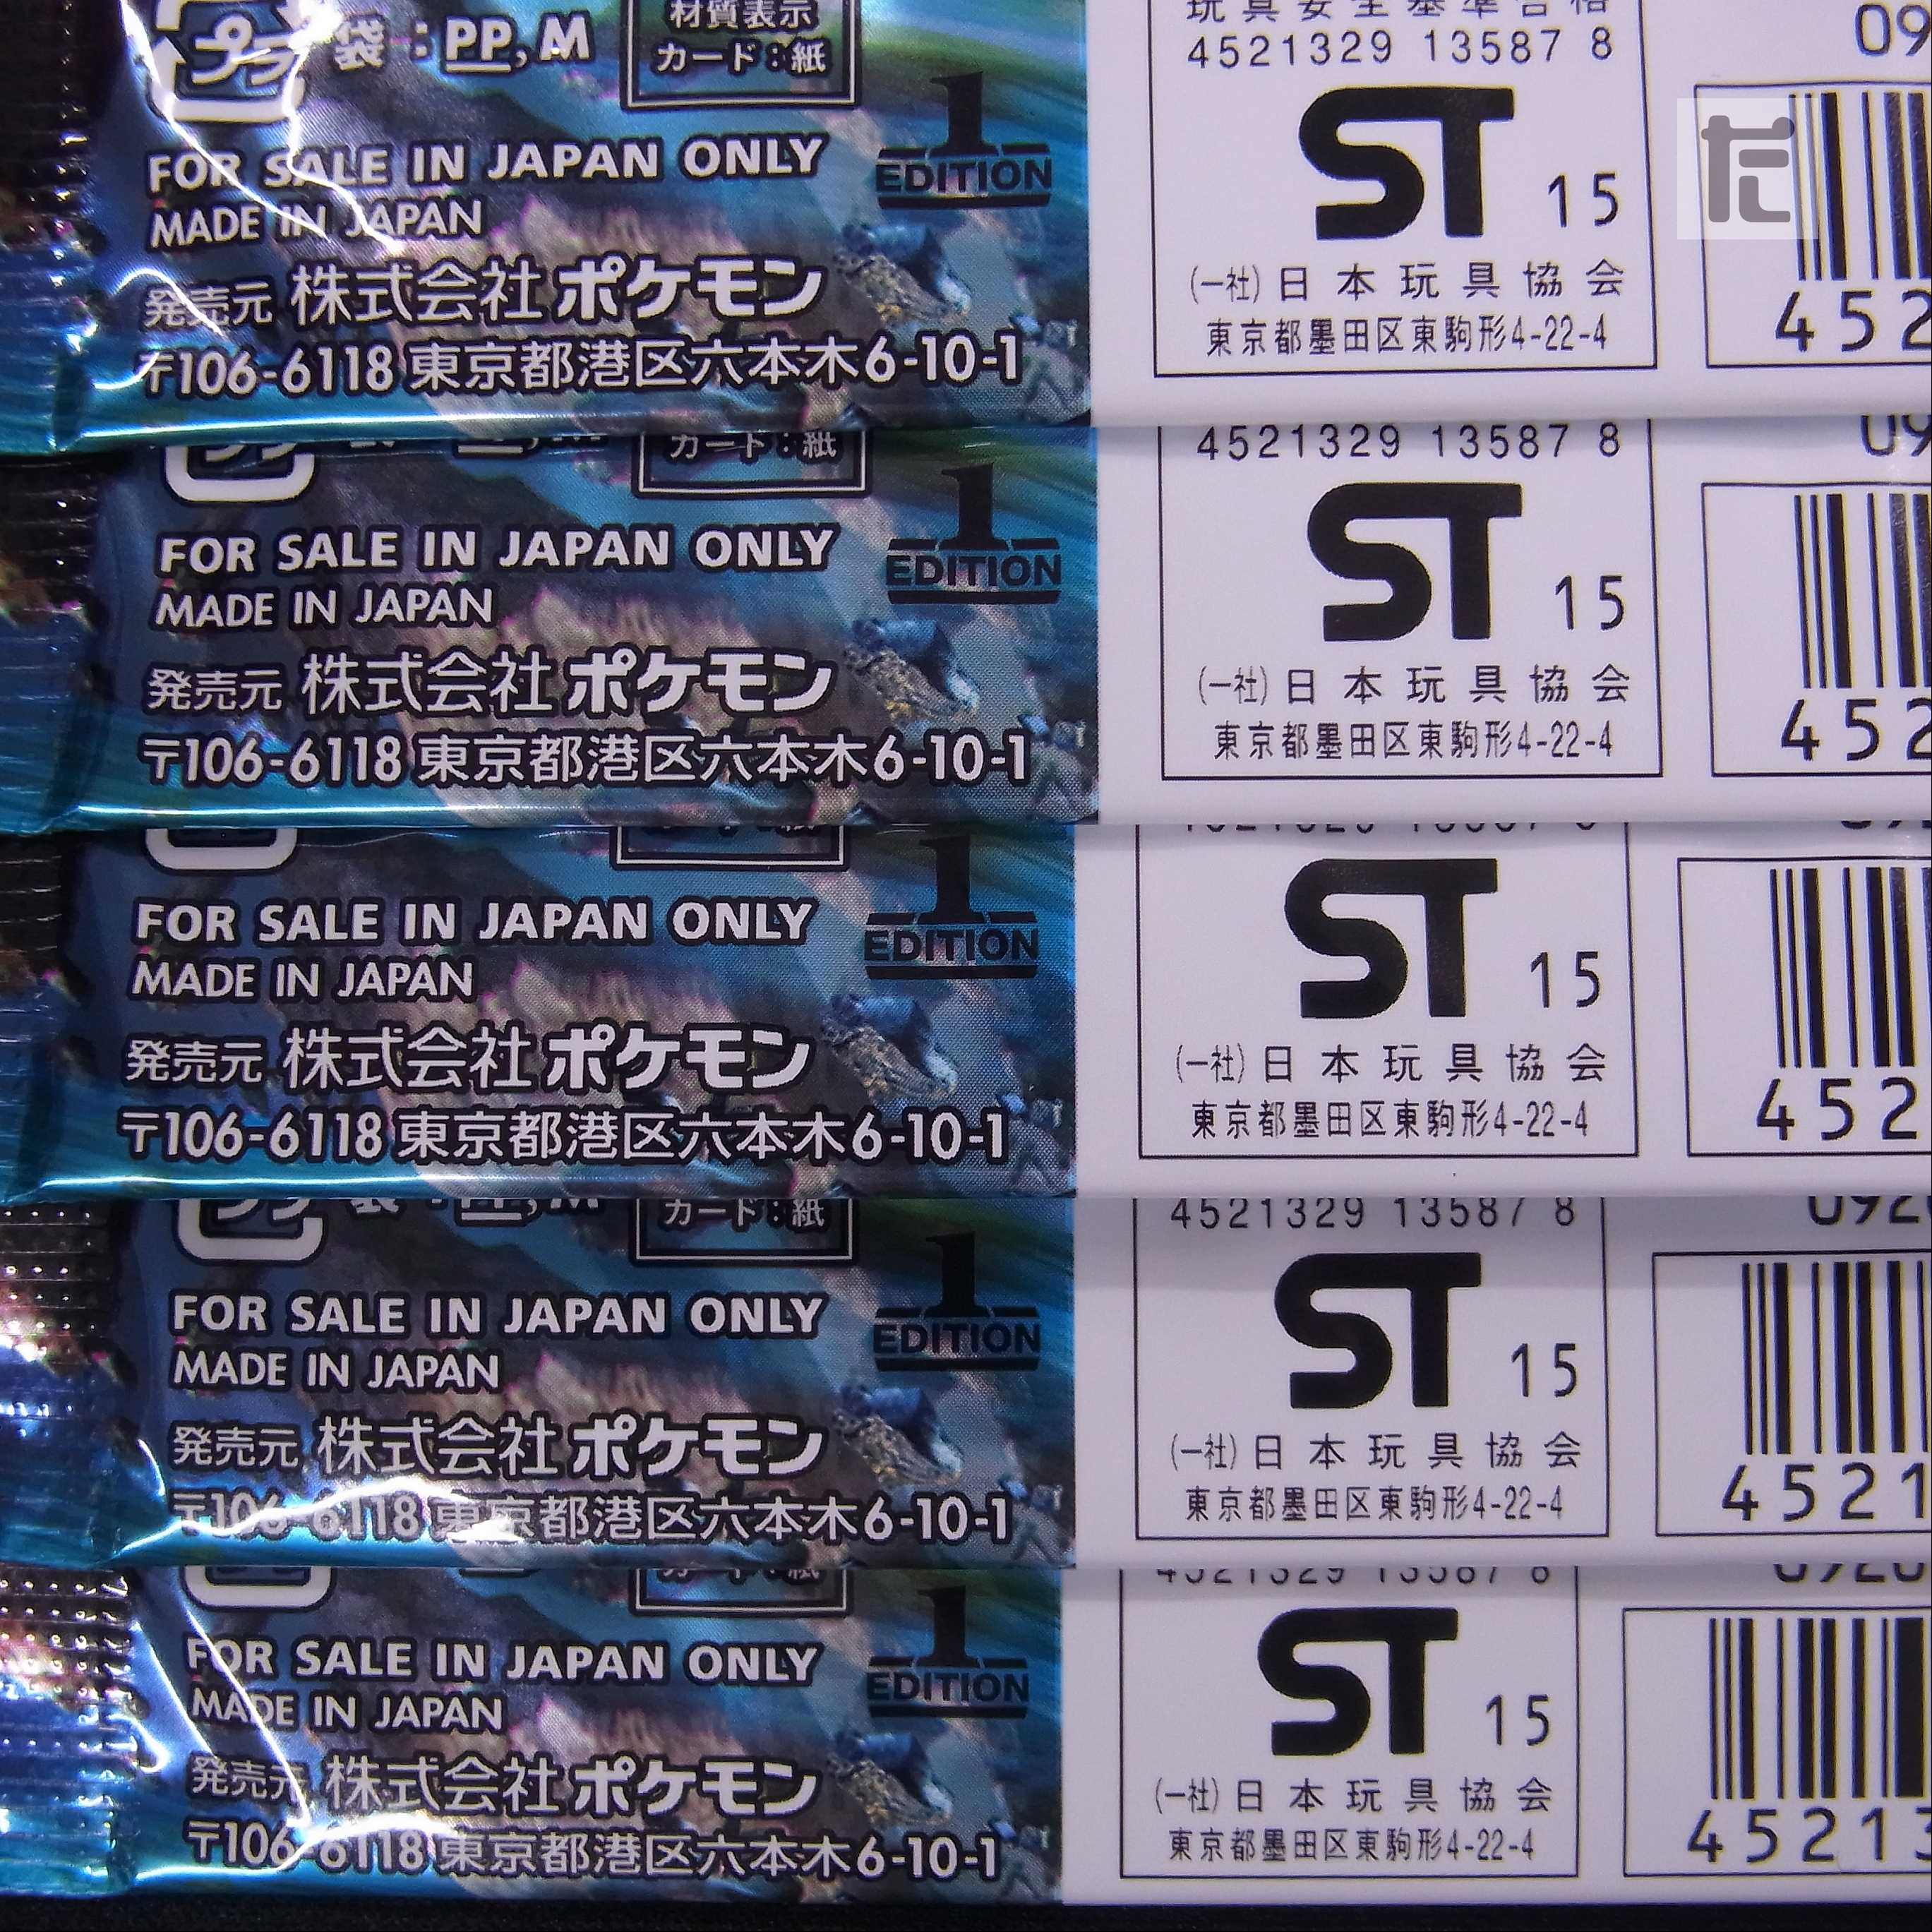 プラ
袋：PP, M
材質表示
カード：紙
1
EDITION
FOR SALE IN JAPAN ONLY
MADE IN JAPAN
発売元 株式会社ポケモン
〒106-6118 東京都港区六本木6-10-1
玩具安全基準合格
4521329 13587 8
ST 15
(一社)日本玩具協会
東京都墨田区東駒形4-22-4
09
452
カード：紙
1
EDITION
FOR SALE IN JAPAN ONLY
MADE IN JAPAN
発売元 株式会社ポケモン
〒106-6118 東京都港区六本木6-10-1
4521329 13587 8
ST 15
(一社)日本玩具協会
東京都墨田区東駒形4-22-4
09
452
1
EDITION
FOR SALE IN JAPAN ONLY
MADE IN JAPAN
発売元 株式会社ポケモン
〒106-6118 東京都港区六本木6-10-1
ST 15
(一社)日本玩具協会
東京都墨田区東駒形4-22-4
452
袋：PP, M
カード：紙
1
EDITION
FOR SALE IN JAPAN ONLY
MADE IN JAPAN
発売元 株式会社ポケモン
〒106-6118 東京都港区六本木6-10-1
4521329 13587 8
ST 15
(一社)日本玩具協会
東京都墨田区東駒形4-22-4
092
4521
1
EDITION
FOR SALE IN JAPAN ONLY
MADE IN JAPAN
発売元 株式会社ポケモン
〒106-6118 東京都港区六本木6-10-1
4521329 13587 8
ST 15
(一社)日本玩具協会
東京都墨田区東駒形4-22-4
45213